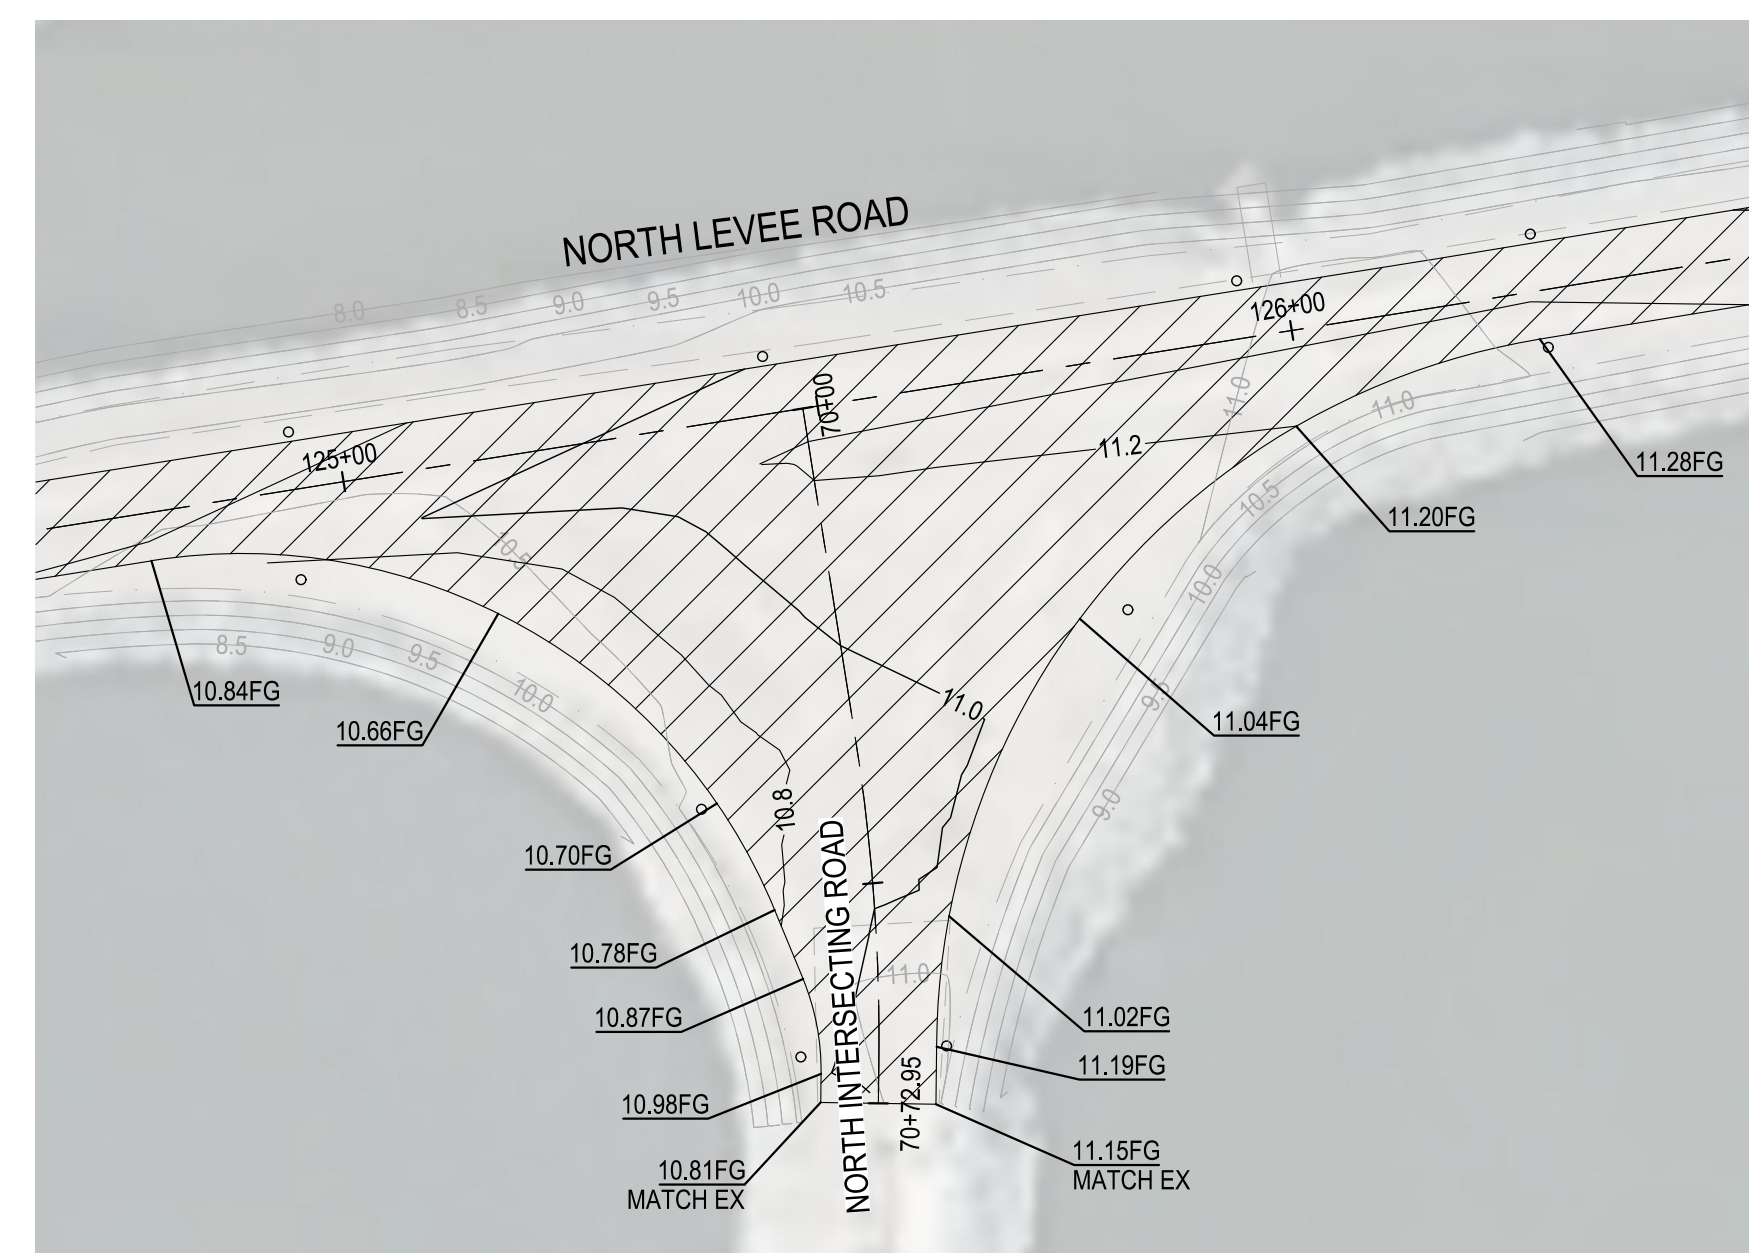 NORTH LEVEE ROAD
8.0
8.5
9.0
9.5
10.0
10.5
126+00
70+00
11.0
11.0
125+00
11.2
11.28FG
10.5
11.20FG
10.5
10.0
8.5
9.0
9.5
10.0
10.84FG
10.66FG
11.0
9.5
11.04FG
10.8
9.0
10.70FG
10.78FG
NORTH INTERSECTING ROAD
11.0
10.87FG
11.02FG
11.19FG
10.98FG
70+72.95
10.81FG
MATCH EX
11.15FG
MATCH EX